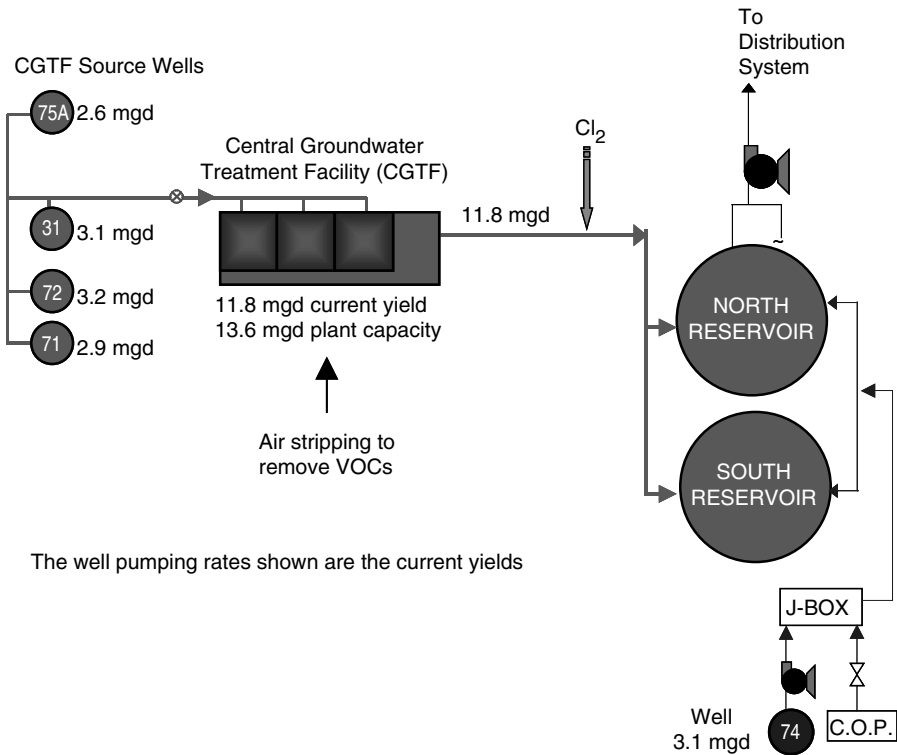 To
Distribution
System
CGTF Source Wells
75A 2.6 mgd
Central Groundwater
Treatment Facility (CGTF)
Cl2
11.8 mgd
31 3.1 mgd
72 3.2 mgd
71 2.9 mgd
11.8 mgd current yield
13.6 mgd plant capacity
NORTH
RESERVOIR
~
Air stripping to
remove VOCs
SOUTH
RESERVOIR
The well pumping rates shown are the current yields
J-BOX
Well
3.1 mgd
74
C.O.P.